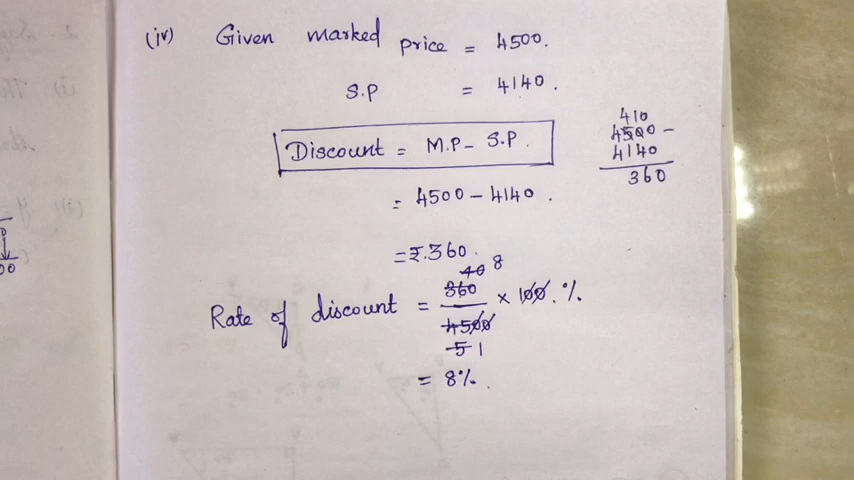 (iv) Given marked price = 4500.
S.P = 4140.
Discount = M.P - S.P.
= 4500 - 4140.
= ₹.360.
410
4500 -
4140
360
40 8
Rate of discount = 360/4500 × 100.%
5 1
= 8%.